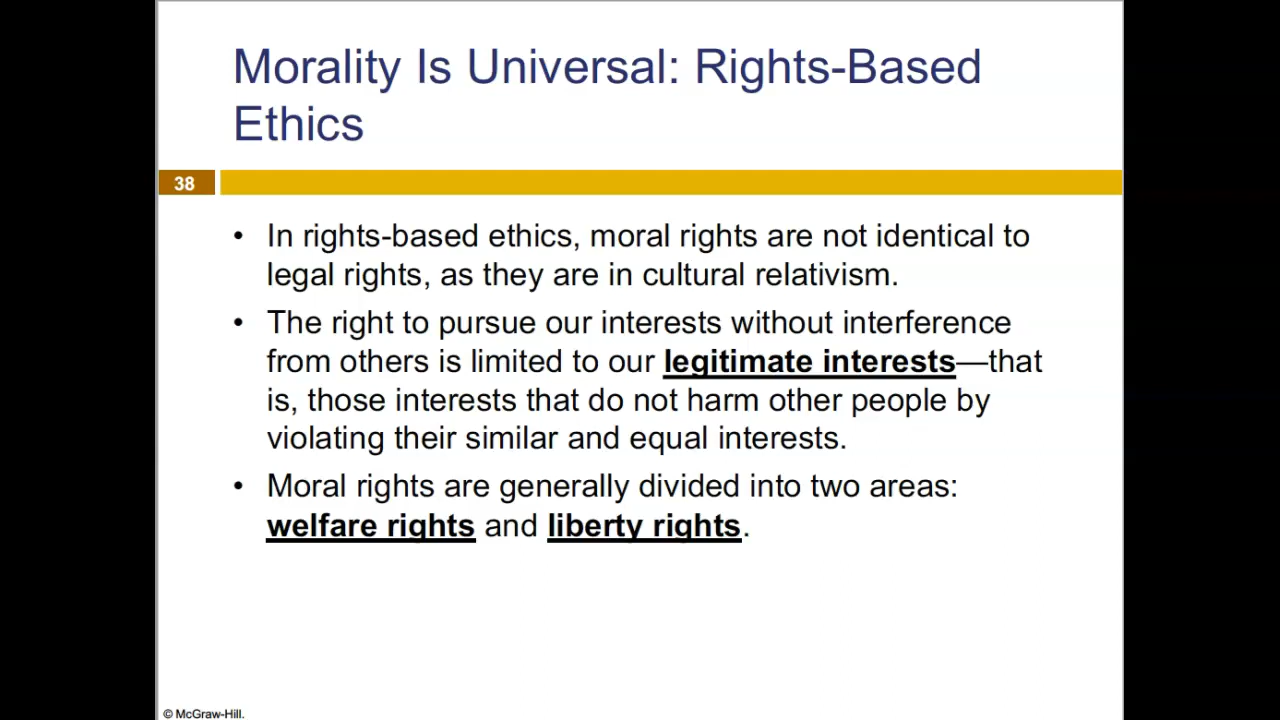 Morality Is Universal: Rights-Based
Ethics
38
• In rights-based ethics, moral rights are not identical to
legal rights, as they are in cultural relativism.
• The right to pursue our interests without interference
from others is limited to our legitimate interests—that
is, those interests that do not harm other people by
violating their similar and equal interests.
• Moral rights are generally divided into two areas:
welfare rights and liberty rights.
© McGraw-Hill.